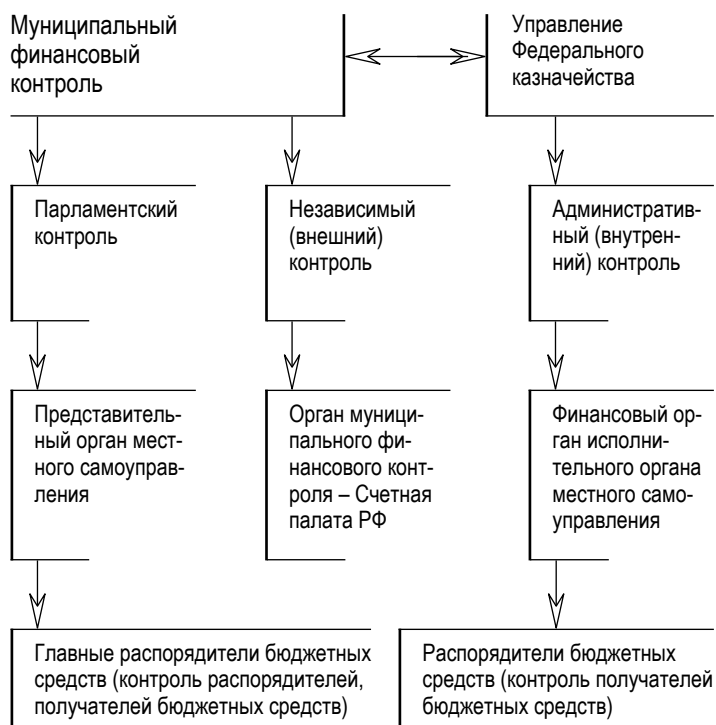 Муниципальный
финансовый
контроль
Управление
Федерального
казначейства
Парламентский
контроль
Независимый
(внешний)
контроль
Административ-
ный (внутрен-
ний) контроль
Представитель-
ный орган мест-
ного самоуправ-
ления
Орган муници-
пального фи-
нансового конт-
роля – Счетная
палата РФ
Финансовый ор-
ган исполни-
тельного органа
местного само-
управления
Главные распорядители бюджетных
средств (контроль распорядителей,
получателей бюджетных средств)
Распорядители бюджетных
средств (контроль получателей
бюджетных средств)